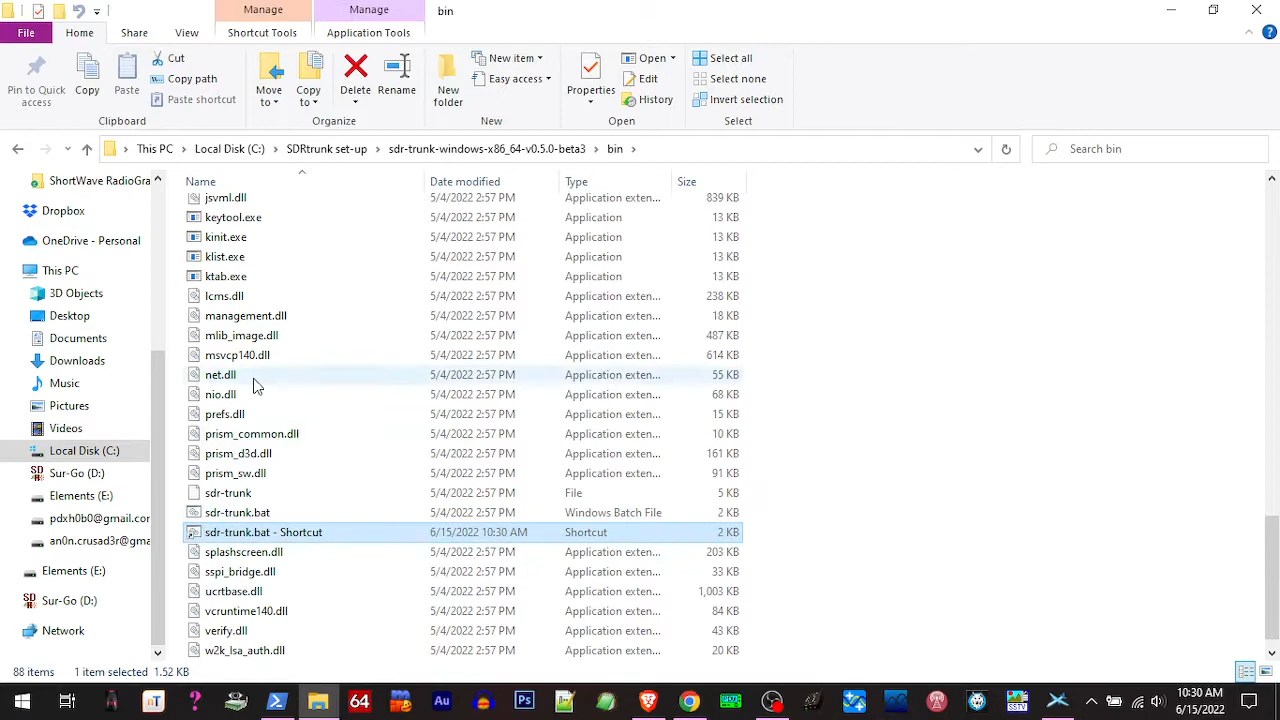 Manage
Manage
bin
File
Home
Share
View
Shortcut Tools
Application Tools
Pin to Quick
access
Copy
Paste
Cut
Copy path
Paste shortcut
Clipboard
Move
to
Copy
to
Delete
Rename
Organize
New
folder
New item
Easy access
New
Properties
Open
Edit
History
Open
Select all
Select none
Invert selection
Select
This PC
Local Disk (C:)
SDRtrunk set-up
sdr-trunk-windows-x86_64-v0.5.0-beta3
bin
Search bin
ShortWave RadioGra
Dropbox
OneDrive - Personal
This PC
3D Objects
Desktop
Documents
Downloads
Music
Pictures
Videos
Local Disk (C:)
Sur-Go (D:)
Elements (E:)
pdxh0b0@gmail.con
an0n.crusad3r@gmail
Elements (E:)
Sur-Go (D:)
Network
Name Date modified Type Size
jsvml.dll 5/4/2022 2:57 PM Application exten... 839 KB
keytool.exe 5/4/2022 2:57 PM Application 13 KB
kinit.exe 5/4/2022 2:57 PM Application 13 KB
klist.exe 5/4/2022 2:57 PM Application 13 KB
ktab.exe 5/4/2022 2:57 PM Application 13 KB
lcms.dll 5/4/2022 2:57 PM Application exten... 238 KB
management.dll 5/4/2022 2:57 PM Application exten... 18 KB
mlib_image.dll 5/4/2022 2:57 PM Application exten... 487 KB
msvcp140.dll 5/4/2022 2:57 PM Application exten... 614 KB
net.dll 5/4/2022 2:57 PM Application exten... 55 KB
nio.dll 5/4/2022 2:57 PM Application exten... 68 KB
prefs.dll 5/4/2022 2:57 PM Application exten... 15 KB
prism_common.dll 5/4/2022 2:57 PM Application exten... 10 KB
prism_d3d.dll 5/4/2022 2:57 PM Application exten... 161 KB
prism_sw.dll 5/4/2022 2:57 PM Application exten... 91 KB
sdr-trunk 5/4/2022 2:57 PM File 5 KB
sdr-trunk.bat 5/4/2022 2:57 PM Windows Batch File 2 KB
sdr-trunk.bat - Shortcut 6/15/2022 10:30 AM Shortcut 2 KB
splashscreen.dll 5/4/2022 2:57 PM Application exten... 203 KB
sspi_bridge.dll 5/4/2022 2:57 PM Application exten... 33 KB
ucrtbase.dll 5/4/2022 2:57 PM Application exten... 1,003 KB
vcruntime140.dll 5/4/2022 2:57 PM Application exten... 84 KB
verify.dll 5/4/2022 2:57 PM Application exten... 43 KB
w2k_lsa_auth.dll 5/4/2022 2:57 PM Application exten... 20 KB
88 items 1 item selected 1.52 KB
nT
64
Au
Ps
SSTV
10:30 AM
6/15/2022